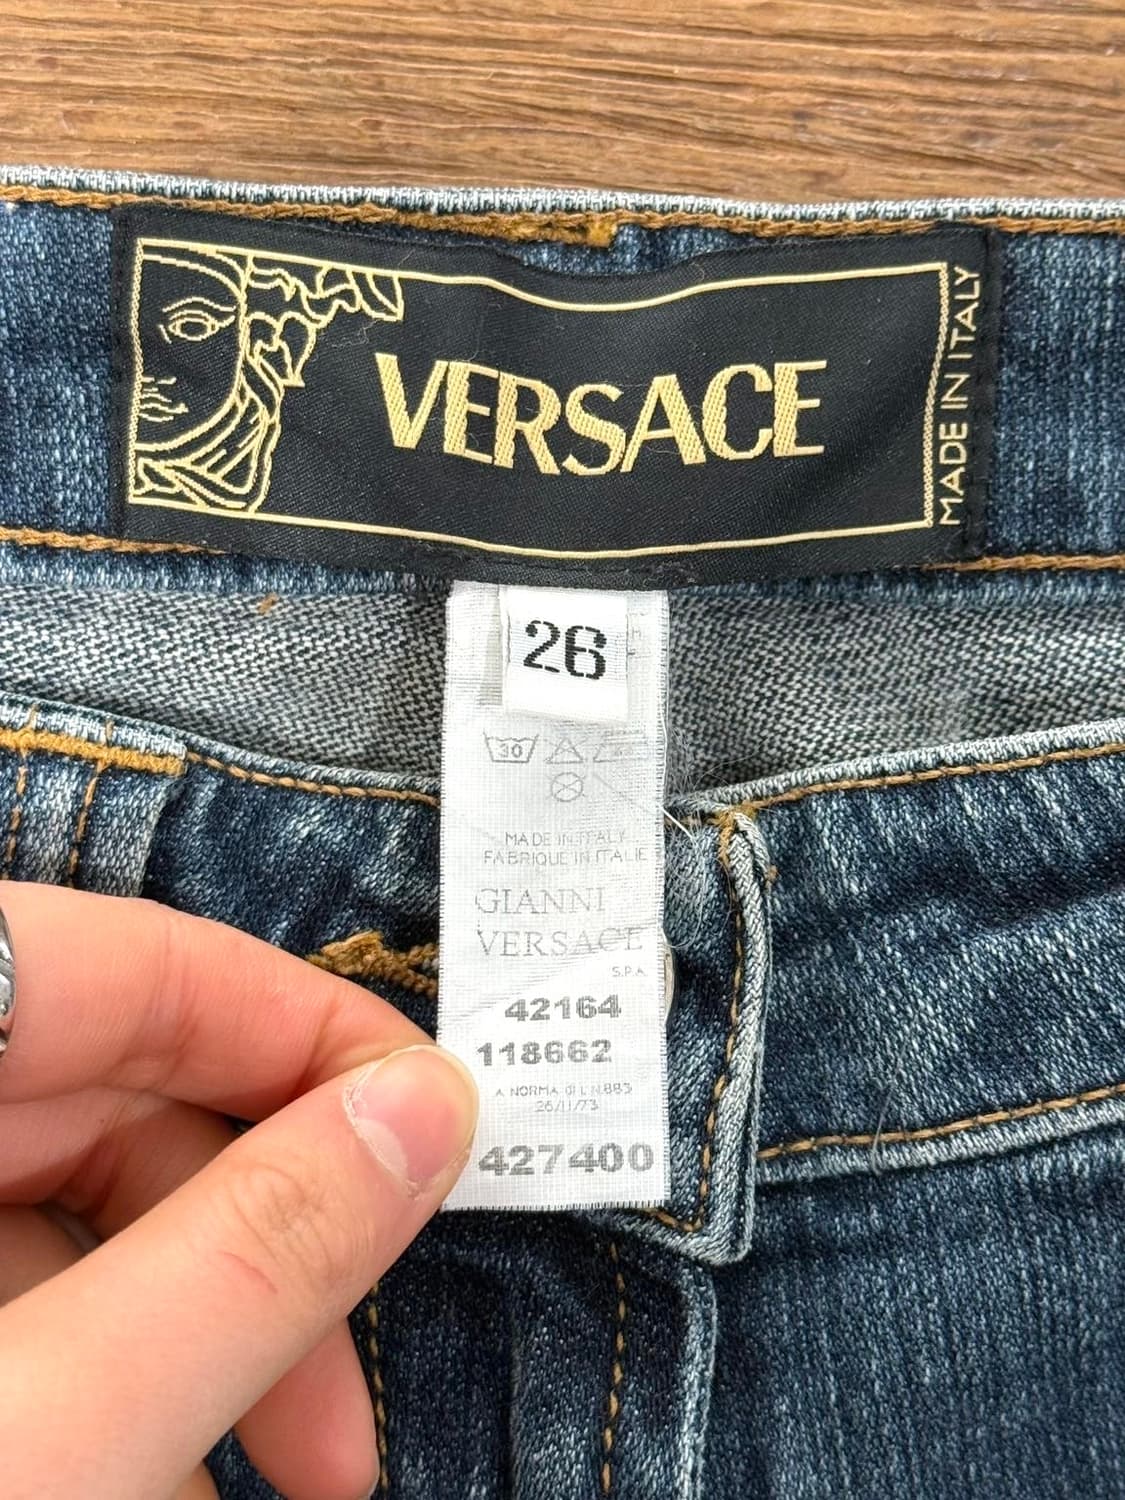 VERSACE
MADE IN ITALY
26
30
MADE IN ITALY
FABRIQUE IN ITALIE
GIANNI
VERSACE
S.P.A.
42164
118662
A NORMA di L.N.883
26/11/73
427400